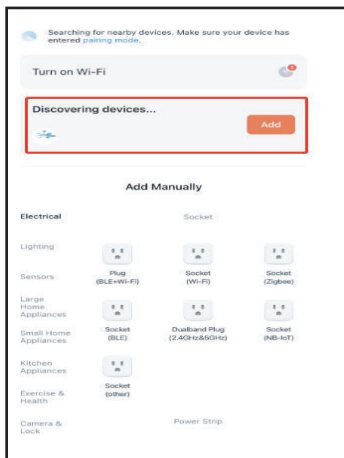 Searching for nearby devices. Make sure your device has
entered pairing mode.
Turn on Wi-Fi
Discovering devices...
Add
Add Manually
Electrical
Socket
Lighting
Sensors
Large
Home
Appliances
Small Home
Appliances
Kitchen
Appliances
Exercise &
Health
Camera &
Lock
Plug
(BLE+Wi-Fi)
Socket
(Wi-Fi)
Socket
(Zigbee)
Socket
(BLE)
Dualband Plug
(2.4GHz&5GHz)
Socket
(NB-IoT)
Socket
(other)
Power Strip